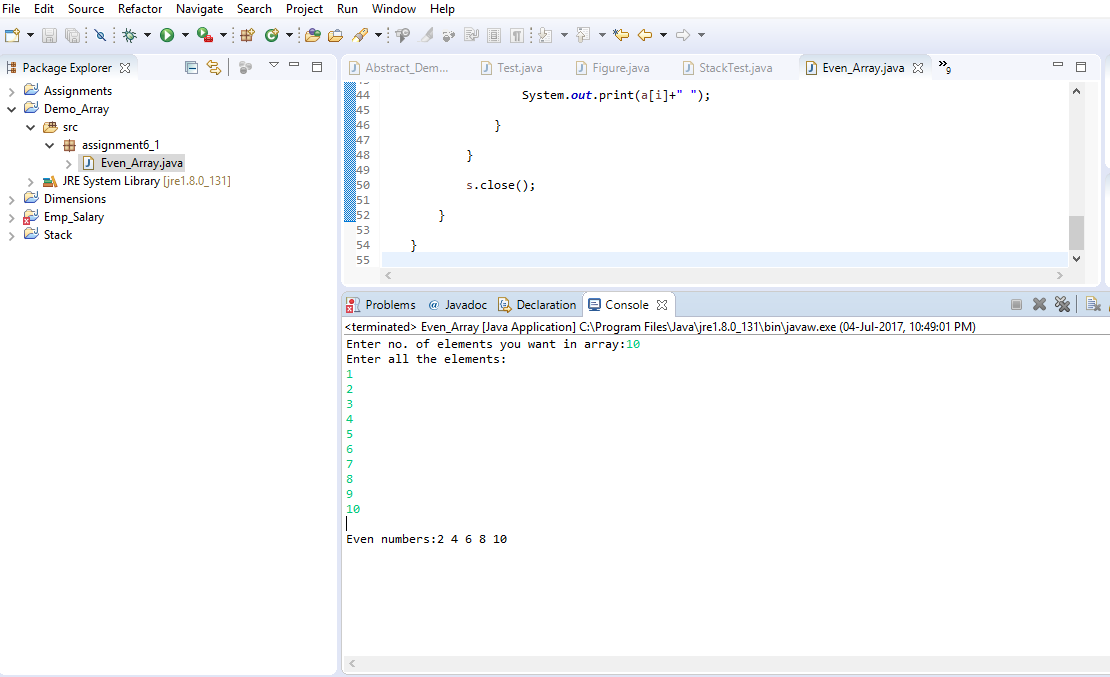 File Edit Source Refactor Navigate Search Project Run Window Help
Package Explorer
Assignments
Demo_Array
src
assignment6_1
Even_Array.java
JRE System Library [jre1.8.0_131]
Dimensions
Emp_Salary
Stack
Abstract_Dem... Test.java Figure.java StackTest.java Even_Array.java »9
44 System.out.print(a[i]+" ");
45
46 }
47
48 }
49
50 s.close();
51
52 }
53
54 }
55
Problems @ Javadoc Declaration Console
<terminated> Even_Array [Java Application] C:\Program Files\Java\jre1.8.0_131\bin\javaw.exe (04-Jul-2017, 10:49:01 PM)
Enter no. of elements you want in array:10
Enter all the elements:
1
2
3
4
5
6
7
8
9
10
Even numbers:2 4 6 8 10